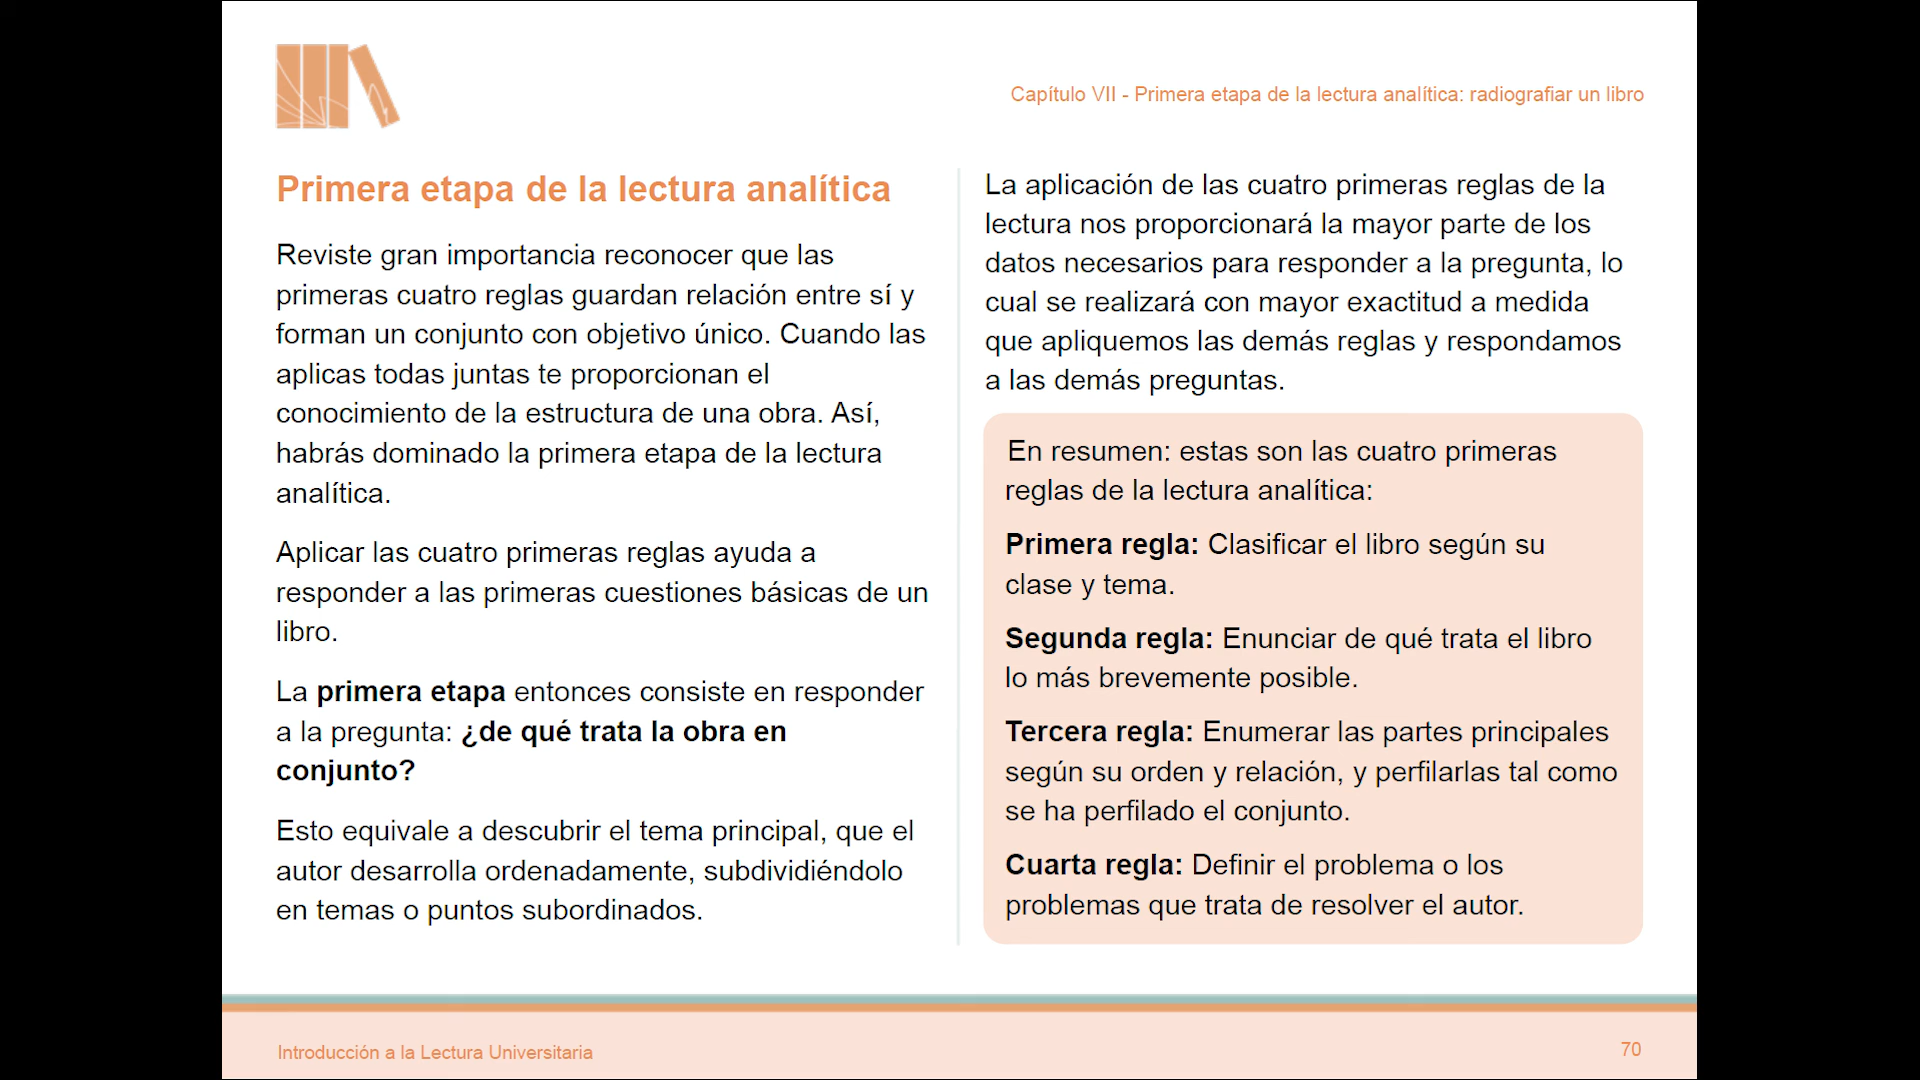 Capítulo VII - Primera etapa de la lectura analítica: radiografiar un libro
Primera etapa de la lectura analítica
Reviste gran importancia reconocer que las
primeras cuatro reglas guardan relación entre sí y
forman un conjunto con objetivo único. Cuando las
aplicas todas juntas te proporcionan el
conocimiento de la estructura de una obra. Así,
habrás dominado la primera etapa de la lectura
analítica.
Aplicar las cuatro primeras reglas ayuda a
responder a las primeras cuestiones básicas de un
libro.
La primera etapa entonces consiste en responder
a la pregunta: ¿de qué trata la obra en
conjunto?
Esto equivale a descubrir el tema principal, que el
autor desarrolla ordenadamente, subdividiéndolo
en temas o puntos subordinados.
La aplicación de las cuatro primeras reglas de la
lectura nos proporcionará la mayor parte de los
datos necesarios para responder a la pregunta, lo
cual se realizará con mayor exactitud a medida
que apliquemos las demás reglas y respondamos
a las demás preguntas.
En resumen: estas son las cuatro primeras
reglas de la lectura analítica:
Primera regla: Clasificar el libro según su
clase y tema.
Segunda regla: Enunciar de qué trata el libro
lo más brevemente posible.
Tercera regla: Enumerar las partes principales
según su orden y relación, y perfilarlas tal como
se ha perfilado el conjunto.
Cuarta regla: Definir el problema o los
problemas que trata de resolver el autor.
Introducción a la Lectura Universitaria
70